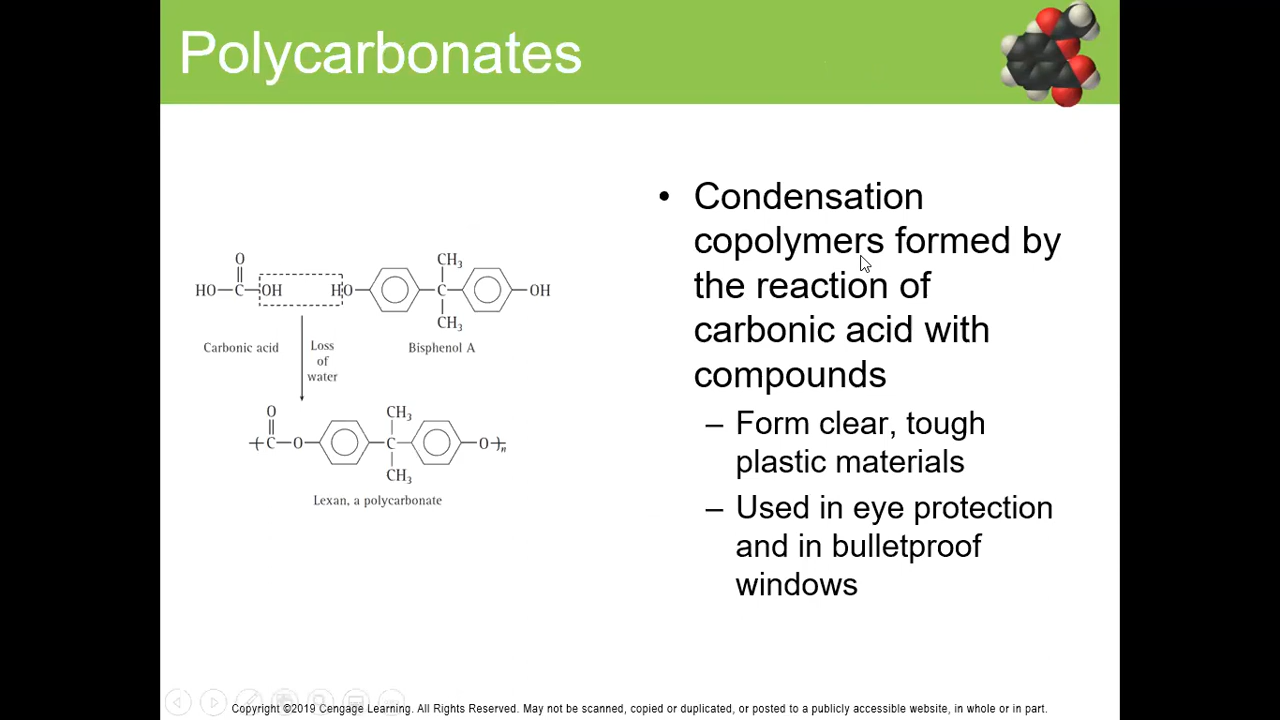 Polycarbonates
• Condensation
copolymers formed by
the reaction of
carbonic acid with
compounds
– Form clear, tough
plastic materials
– Used in eye protection
and in bulletproof
windows
O
CH₃
HO—C—OH HO C OH
CH₃
Carbonic acid
Loss
of
water
Bisphenol A
O
CH₃
C—O C O n
CH₃
Lexan, a polycarbonate
Copyright ©2019 Cengage Learning. All Rights Reserved. May not be scanned, copied or duplicated, or posted to a publicly accessible website, in whole or in part.